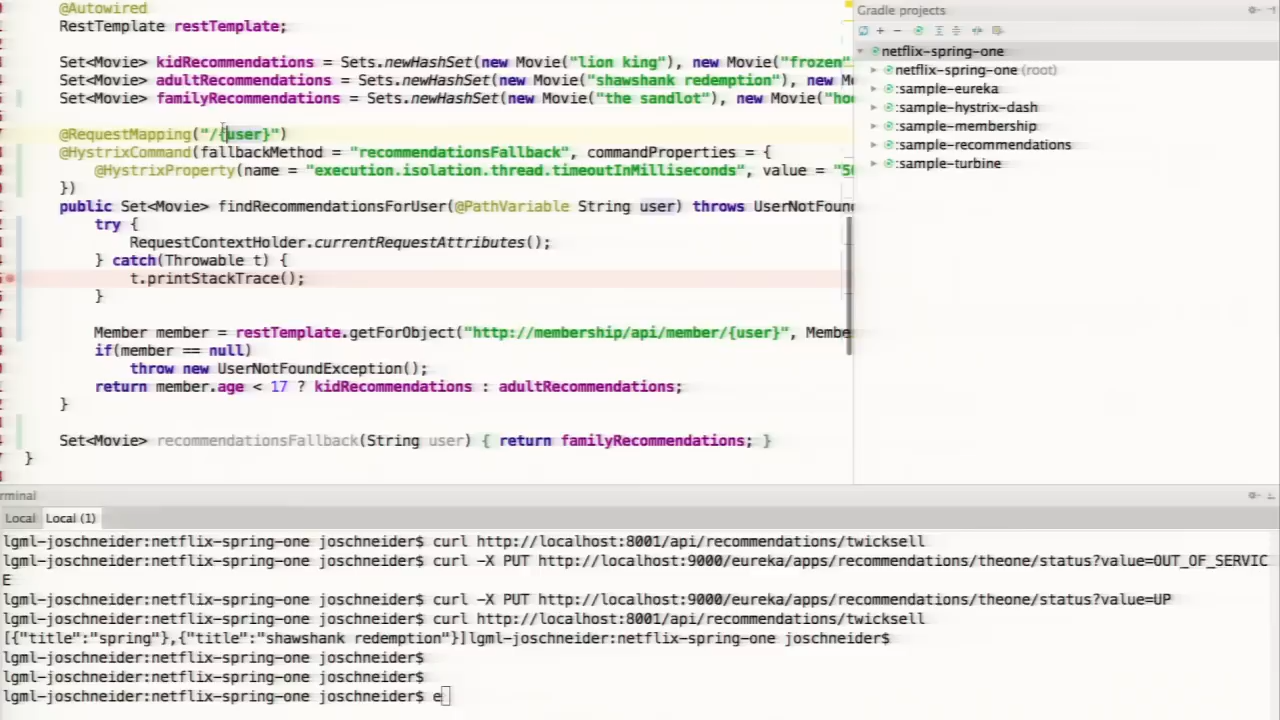 @Autowired
RestTemplate restTemplate;
Set<Movie> kidRecommendations = Sets.newHashSet(new Movie("lion king"), new Movie("frozen"
Set<Movie> adultRecommendations = Sets.newHashSet(new Movie("shawshank redemption"), new M
Set<Movie> familyRecommendations = Sets.newHashSet(new Movie("the sandlot"), new Movie("ho
@RequestMapping("/{user}")
@HystrixCommand(fallbackMethod = "recommendationsFallback", commandProperties = {
@HystrixProperty(name = "execution.isolation.thread.timeoutInMilliseconds", value = "50
})
public Set<Movie> findRecommendationsForUser(@PathVariable String user) throws UserNotFoun
try {
RequestContextHolder.currentRequestAttributes();
} catch(Throwable t) {
t.printStackTrace();
}
Member member = restTemplate.getForObject("http://membership/api/member/{user}", Membe
if(member == null)
throw new UserNotFoundException();
return member.age < 17 ? kidRecommendations : adultRecommendations;
}
Set<Movie> recommendationsFallback(String user) { return familyRecommendations; }
}
Gradle projects
netflix-spring-one
netflix-spring-one (root)
:sample-eureka
:sample-hystrix-dash
:sample-membership
:sample-recommendations
:sample-turbine
rminal
Local Local (1)
lgml-joschneider:netflix-spring-one joschneider$ curl http://localhost:8001/api/recommendations/twicksell
lgml-joschneider:netflix-spring-one joschneider$ curl -X PUT http://localhost:9000/eureka/apps/recommendations/theone/status?value=OUT_OF_SERVIC
E
lgml-joschneider:netflix-spring-one joschneider$ curl -X PUT http://localhost:9000/eureka/apps/recommendations/theone/status?value=UP
lgml-joschneider:netflix-spring-one joschneider$ curl http://localhost:8001/api/recommendations/twicksell
[{"title":"spring"},{"title":"shawshank redemption"}]lgml-joschneider:netflix-spring-one joschneider$
lgml-joschneider:netflix-spring-one joschneider$
lgml-joschneider:netflix-spring-one joschneider$
lgml-joschneider:netflix-spring-one joschneider$ e